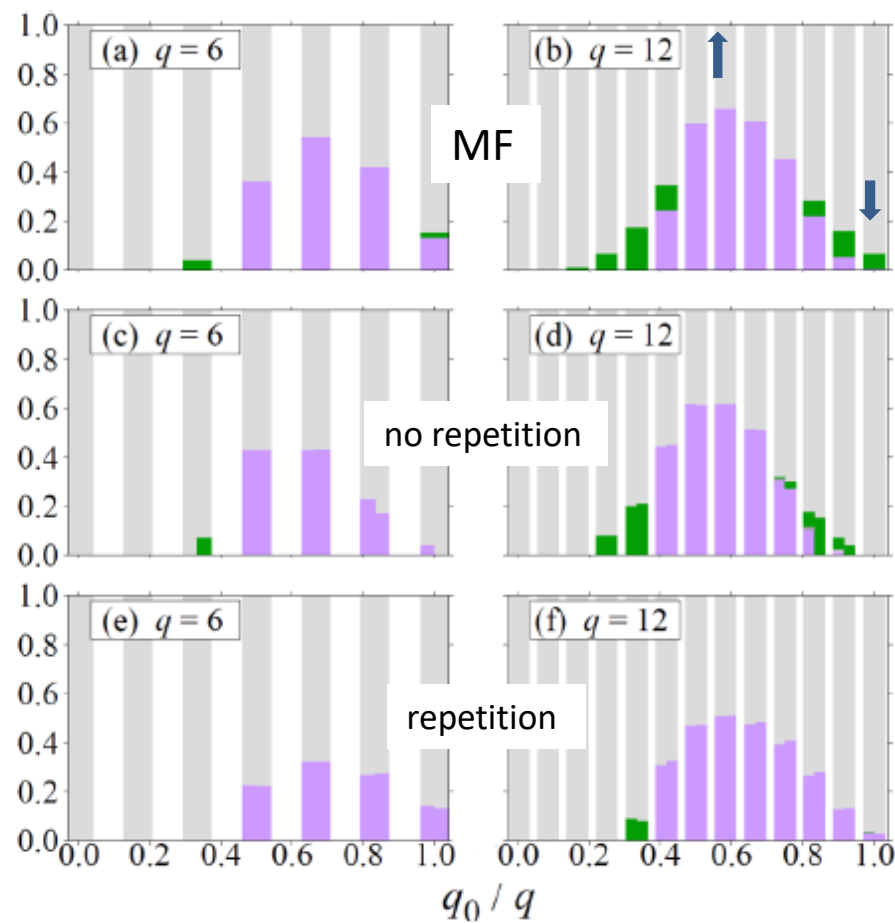 1.0
0.8
0.6
0.4
0.2
0.0
(a) q = 6
(b) q = 12
MF
1.0
0.8
0.6
0.4
0.2
0.0
(c) q = 6
(d) q = 12
no repetition
1.0
0.8
0.6
0.4
0.2
0.0
(e) q = 6
(f) q = 12
repetition
0.0 0.2 0.4 0.6 0.8 1.0
0.0 0.2 0.4 0.6 0.8 1.0
q0 / q